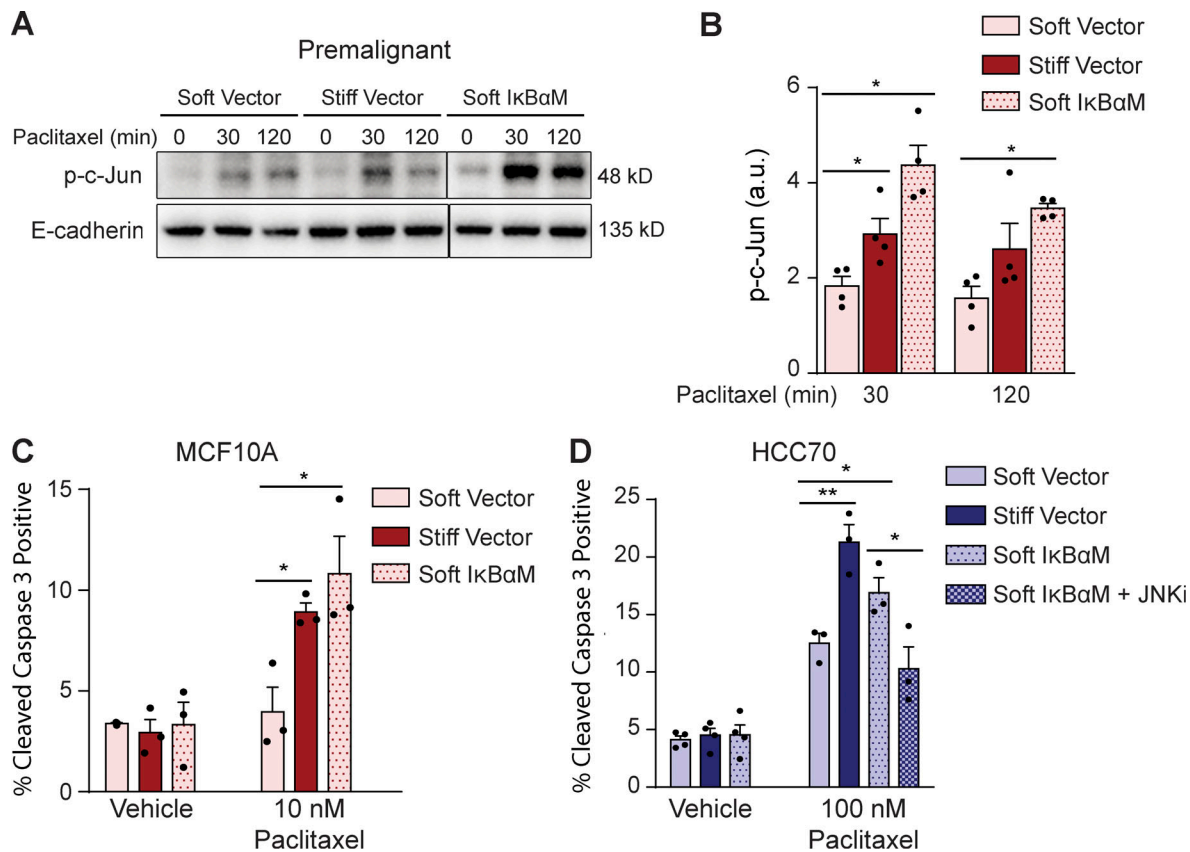 A
Premalignant
Soft Vector Stiff Vector Soft IκBαM
Paclitaxel (min) 0 30 120 0 30 120 0 30 120
p-c-Jun 48 kD
E-cadherin 135 kD
B
Soft Vector
Stiff Vector
Soft IκBαM
p-c-Jun (a.u.)
6
4
2
0
* * *
Paclitaxel (min) 30 120
C
MCF10A
% Cleaved Caspase 3 Positive
15
10
5
0
* *
Soft Vector
Stiff Vector
Soft IκBαM
Vehicle 10 nM
Paclitaxel
D
HCC70
% Cleaved Caspase 3 Positive
25
20
15
10
5
0
* ** *
Soft Vector
Stiff Vector
Soft IκBαM
Soft IκBαM + JNKi
Vehicle 100 nM
Paclitaxel